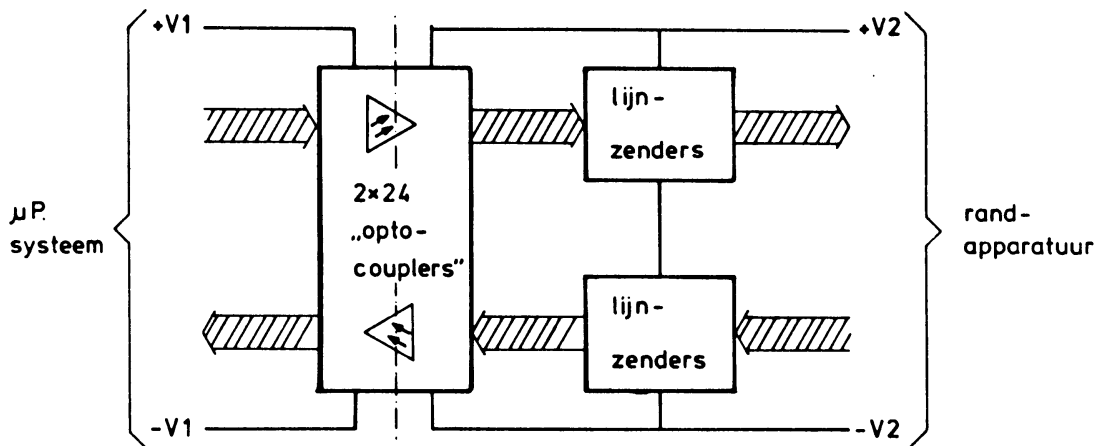 +V1
+V2
lijn-
zenders
2×24
„opto-
couplers”
µP.
systeem
rand-
apparatuur
lijn-
zenders
-V1
-V2